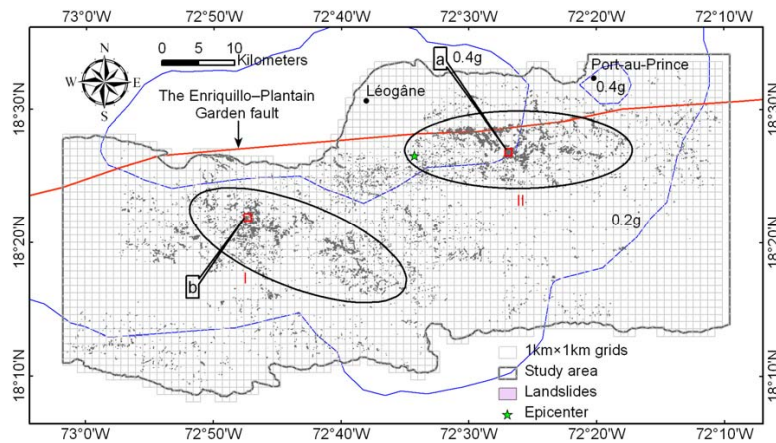 72°50'W 72°40'W 72°30'W 72°20'W 72°10'W
0 5 10
Kilometers
N
W E
S
a 0.4g
Port-au-Prince
0.4g
Léogâne
The Enriquillo–Plantain
Garden fault
18°30'N
18°30'N
II
0.2g
18°20'N
18°20'N
b
I
18°10'N
18°10'N
1km×1km grids
Study area
Landslides
Epicenter
73°0'W 72°50'W 72°40'W 72°30'W 72°20'W 72°10'W